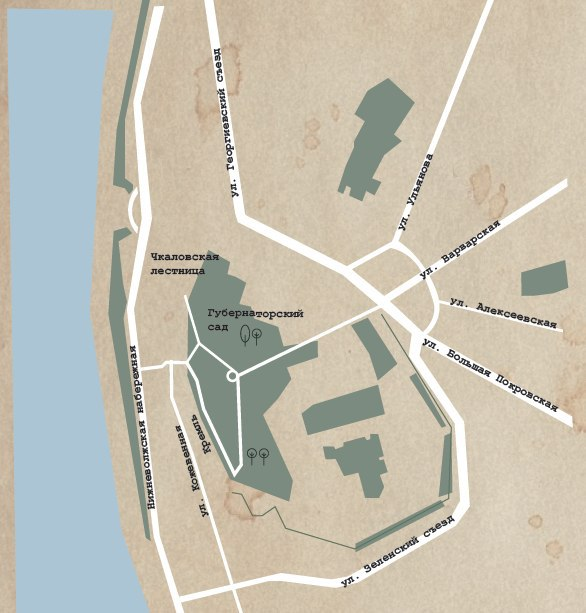 ул. Георгиевский съезд
ул. Ульянова
ул. Варварская
Чкаловская
лестница
ул. Алексеевская
Губернаторский
сад
ул. Большая Покровская
Нижневолжская набережная
ул. Кожевенная
Кремль
ул. Зеленский съезд